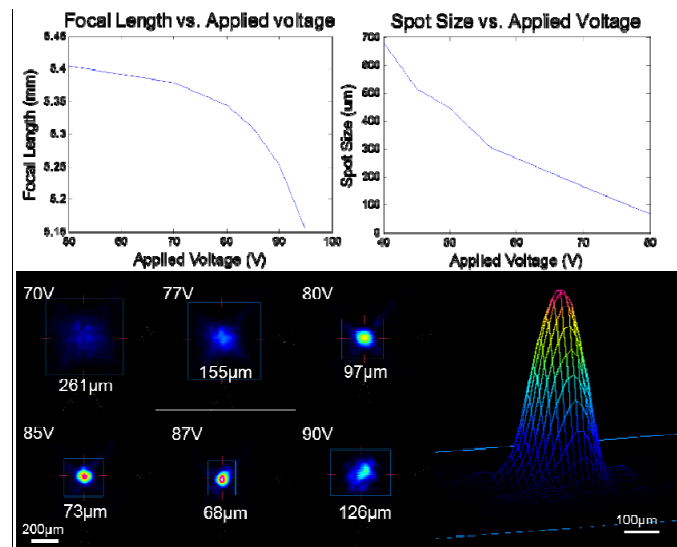 Focal Length vs. Applied voltage
5.45
5.4
5.35
5.3
5.25
5.2
5.15
Focal Length (mm)
50 60 70 80 90 100
Applied Voltage (V)
Spot Size vs. Applied Voltage
700
600
500
400
300
200
100
0
Spot Size (um)
40 50 60 70 80
Applied Voltage (V)
70V
261µm
77V
155µm
80V
97µm
85V
73µm
87V
68µm
90V
126µm
200µm
100µm